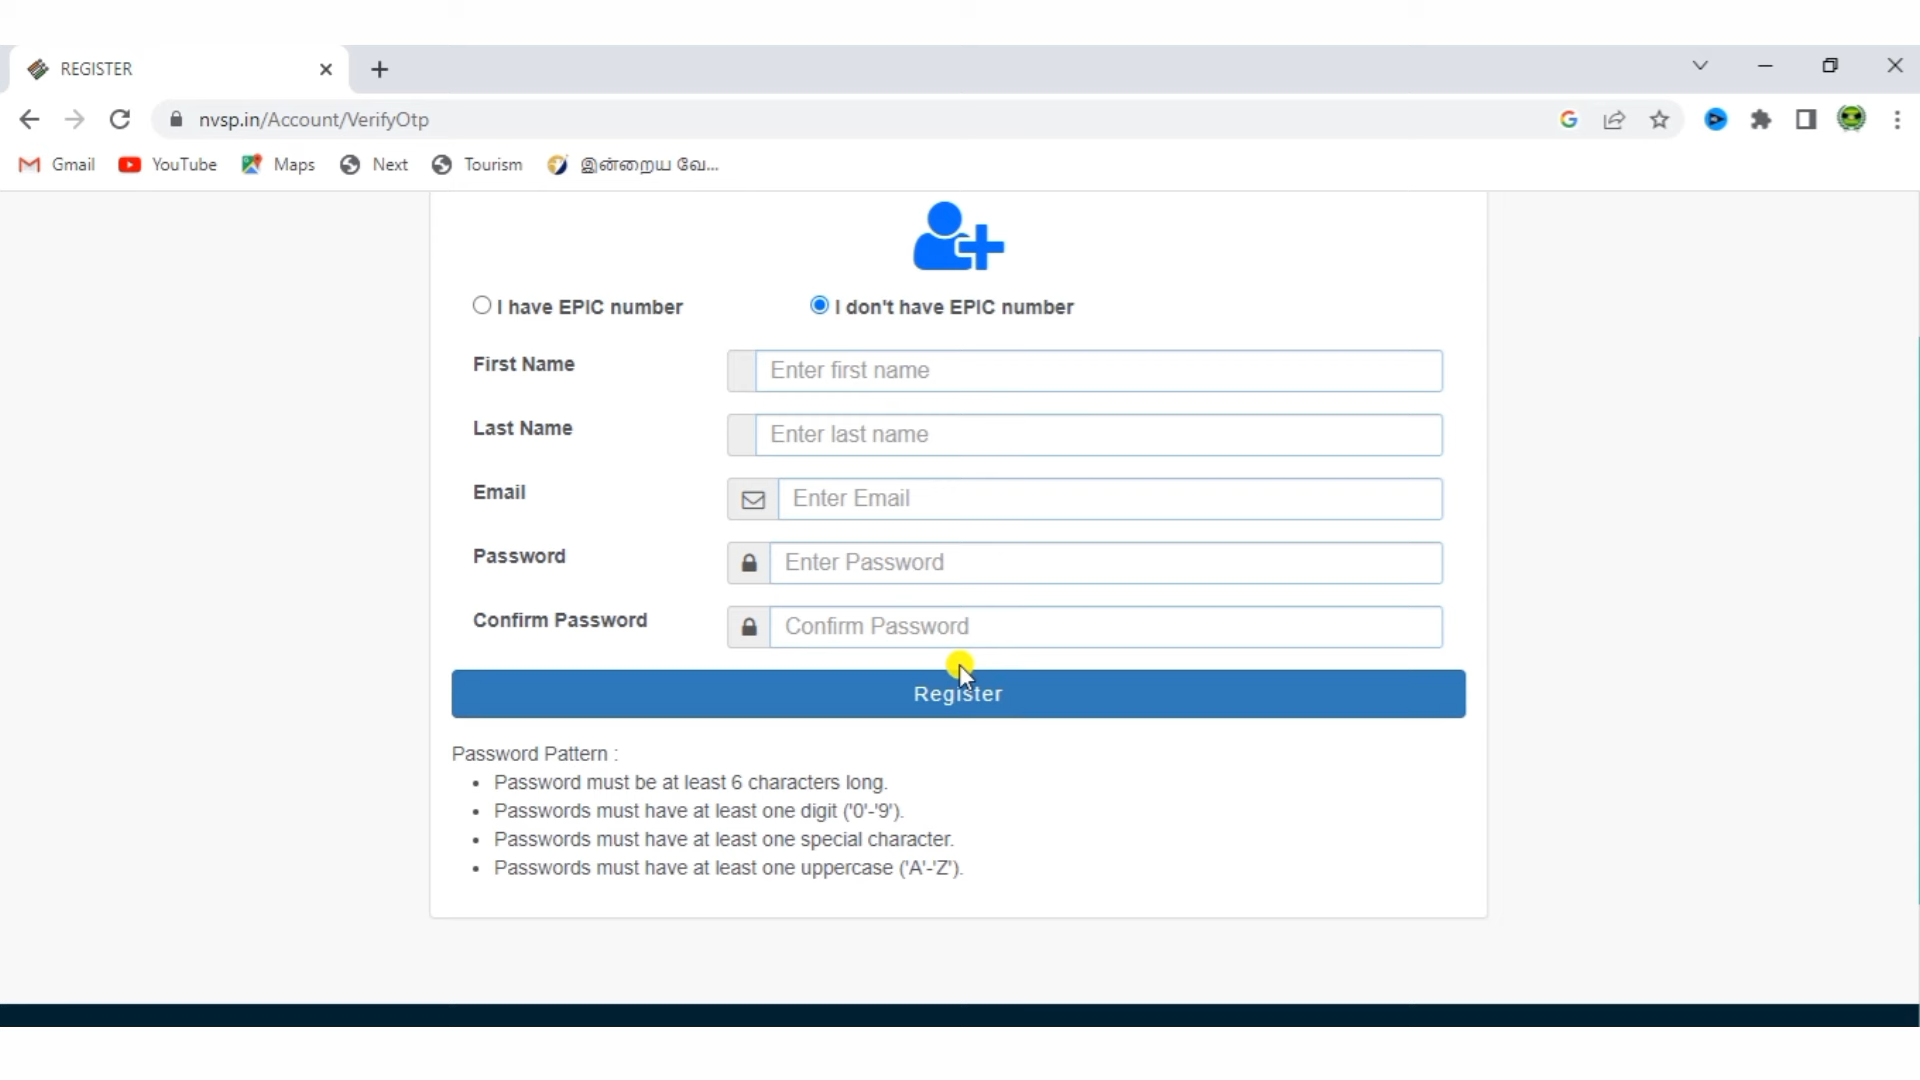 REGISTER
nvsp.in/Account/VerifyOtp
Gmail YouTube Maps Next Tourism இன்றைய வே...
I have EPIC number I don't have EPIC number
First Name Enter first name
Last Name Enter last name
Email Enter Email
Password Enter Password
Confirm Password Confirm Password
Register
Password Pattern :
• Password must be at least 6 characters long.
• Passwords must have at least one digit ('0'-'9').
• Passwords must have at least one special character.
• Passwords must have at least one uppercase ('A'-'Z').